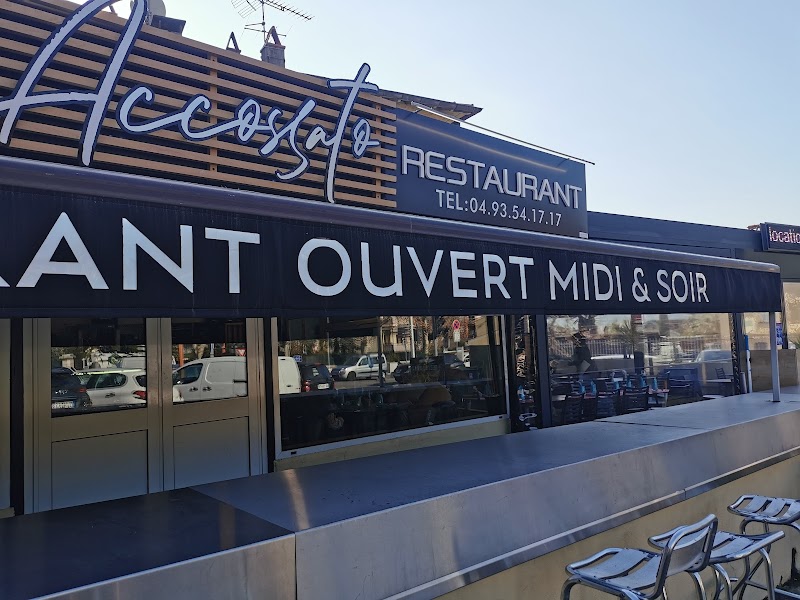 Accossato
RESTAURANT
TEL:04.93.54.17.17
ANT OUVERT MIDI & SOIR
locatio